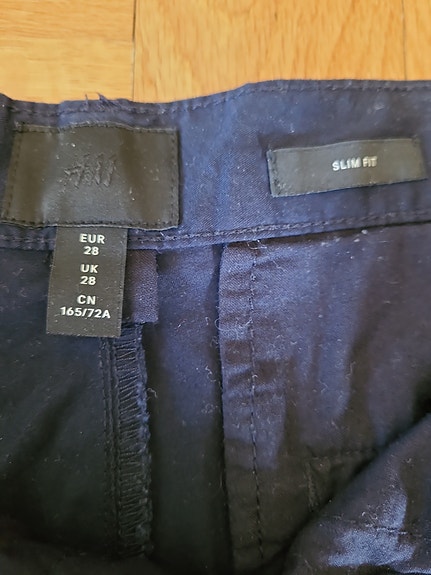 H&M
SLIM FIT
EUR
28
UK
28
CN
165/72A